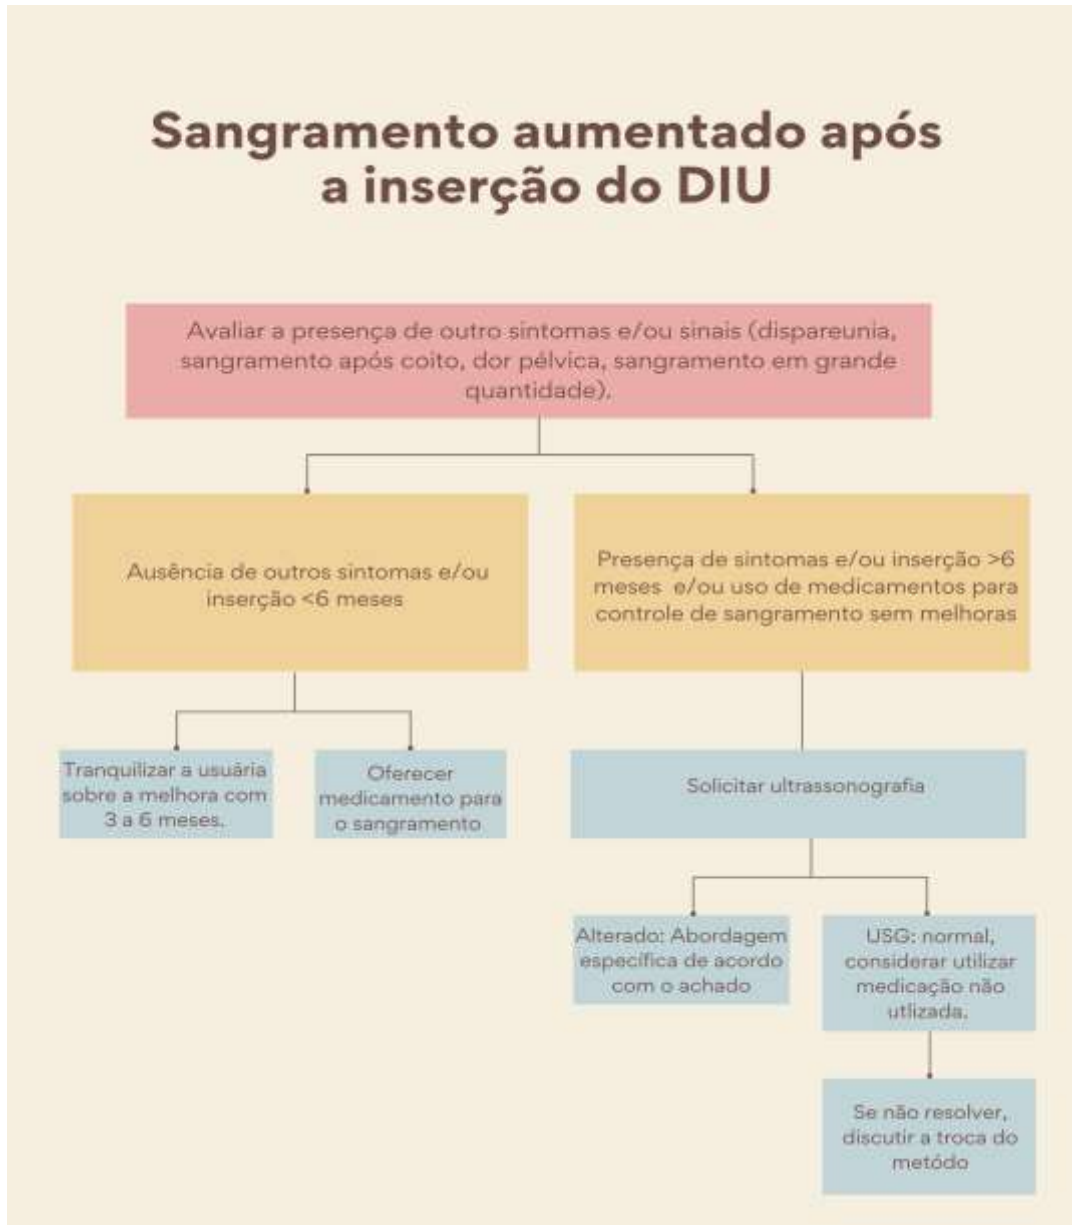 Sangramento aumentado após
a inserção do DIU
Avaliar a presença de outro sintomas e/ou sinais (dispareunia,
sangramento após coito, dor pélvica, sangramento em grande
quantidade).
Ausência de outros sintomas e/ou
inserção <6 meses
Presença de sintomas e/ou inserção >6
meses e/ou uso de medicamentos para
controle de sangramento sem melhoras
Tranquilizar a usuária
sobre a melhora com
3 a 6 meses.
Oferecer
medicamento para
o sangramento
Solicitar ultrassonografia
Alterado: Abordagem
específica de acordo
com o achado
USG: normal,
considerar utilizar
medicação não
utlizada.
Se não resolver,
discutir a troca do
metódo